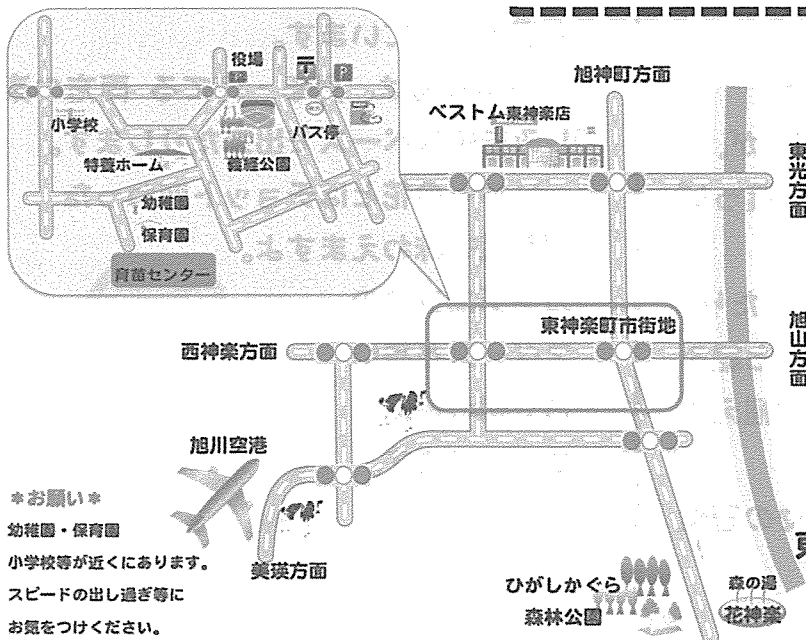 役場
P
T
P
小学校
バス停
特養ホーム
義経公園
幼稚園
保育園
育苗センター
旭神町方面
ベストム東神楽店
東光方面
東神楽町市街地
西神楽方面
旭山方面
旭川空港
美瑛方面
*お願い*
幼稚園・保育園
小学校等が近くにあります。
スピードの出し過ぎ等に
お気をつけください。
ひがしかぐら
森林公園
森の湯
花神楽